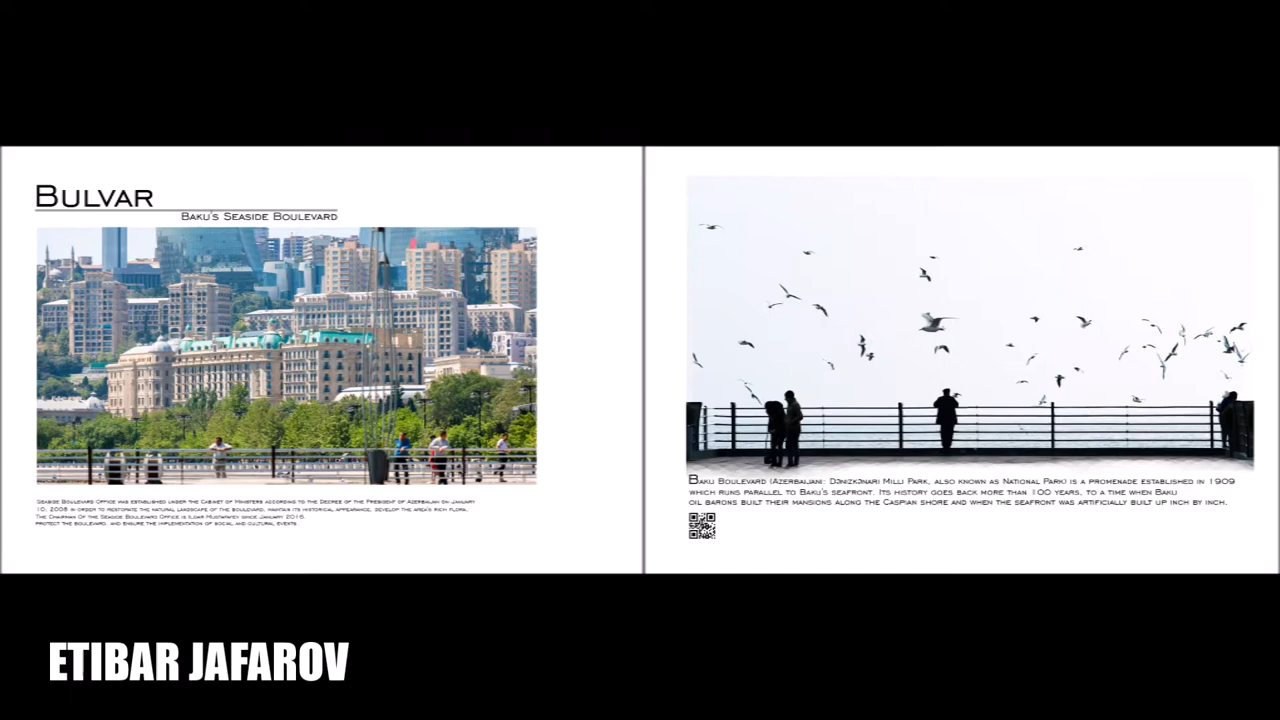 BULVAR
BAKU'S SEASIDE BOULEVARD
SEASIDE BOULEVARD OFFICE WAS ESTABLISHED UNDER THE CABINET OF MINISTERS ACCORDING TO THE DECREE OF THE PRESIDENT OF AZERBAIJAN ON JANUARY
10, 2008 IN ORDER TO RESTORATE THE NATURAL LANDSCAPE OF THE BOULEVARD, MAINTAIN ITS HISTORICAL APPEARANCE, DEVELOP THE AREA'S RICH FLORA,
THE CHAIRMAN OF THE SEASIDE BOULEVARD OFFICE IS ILGAR MUSTAFAYEV SINCE JANUARY 2016.
PROTECT THE BOULEVARD, AND ENSURE THE IMPLEMENTATION OF SOCIAL AND CULTURAL EVENTS.
BAKU BOULEVARD (AZERBAIJANI: DƏNIZKƏNARI MILLI PARK, ALSO KNOWN AS NATIONAL PARK) IS A PROMENADE ESTABLISHED IN 1909
WHICH RUNS PARALLEL TO BAKU'S SEAFRONT. ITS HISTORY GOES BACK MORE THAN 100 YEARS, TO A TIME WHEN BAKU
OIL BARONS BUILT THEIR MANSIONS ALONG THE CASPIAN SHORE AND WHEN THE SEAFRONT WAS ARTIFICIALLY BUILT UP INCH BY INCH.
ETIBAR JAFAROV